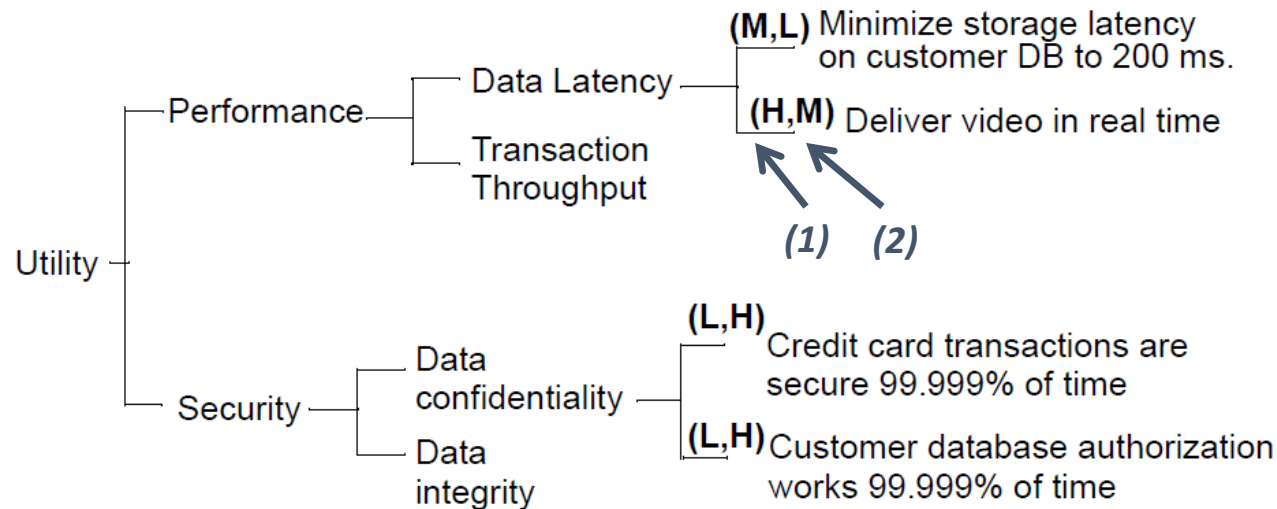 (M,L) Minimize storage latency
on customer DB to 200 ms.
Data Latency
Performance
(H,M) Deliver video in real time
Transaction
Throughput
(1) (2)
Utility
(L,H)
Credit card transactions are
secure 99.999% of time
Data
confidentiality
Security
(L,H) Customer database authorization
works 99.999% of time
Data
integrity